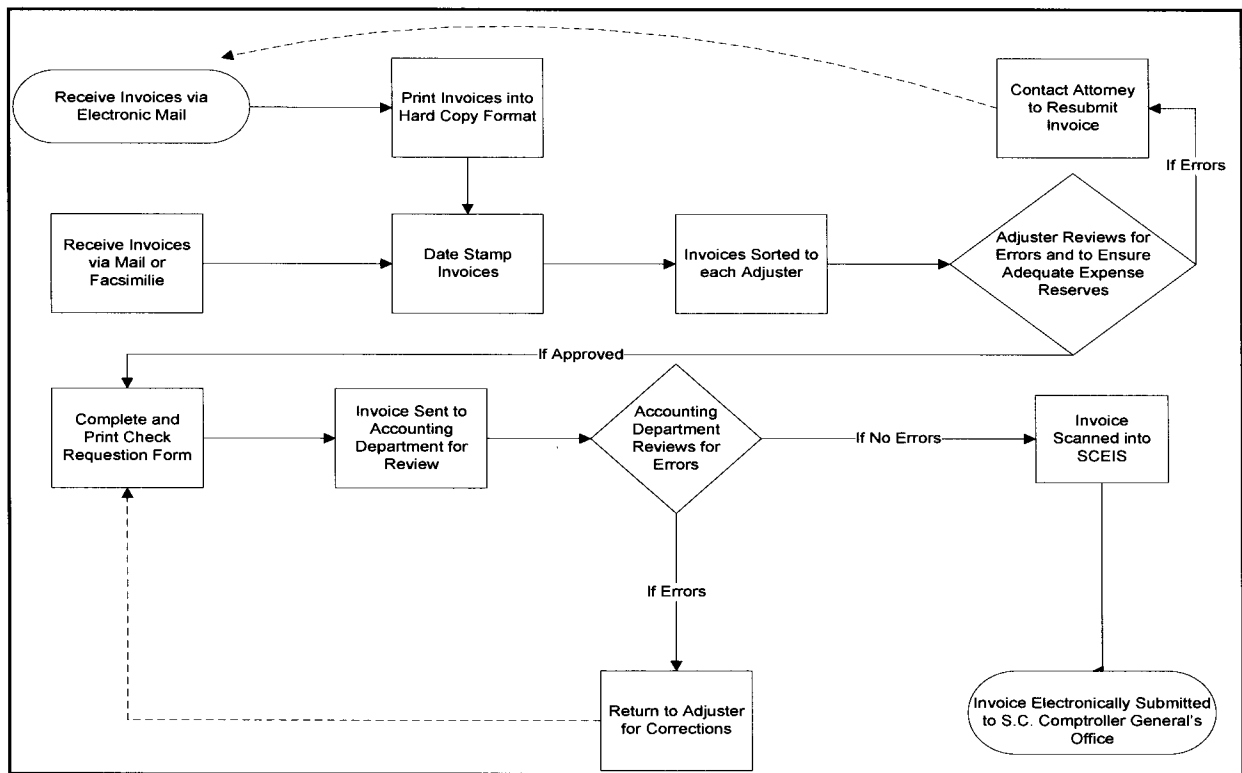 Receive Invoices via
Electronic Mail
Print Invoices into
Hard Copy Format
Contact Attorney
to Resubmit
Invoice
If Errors
Receive Invoices
via Mail or
Facsimilie
Date Stamp
Invoices
Invoices Sorted to
each Adjuster
Adjuster Reviews for
Errors and to Ensure
Adequate Expense
Reserves
If Approved
Complete and
Print Check
Requestion Form
Invoice Sent to
Accounting
Department for
Review
Accounting
Department
Reviews for
Errors
If No Errors
Invoice
Scanned into
SCEIS
If Errors
Return to Adjuster
for Corrections
Invoice Electronically Submitted
to S.C. Comptroller General's
Office